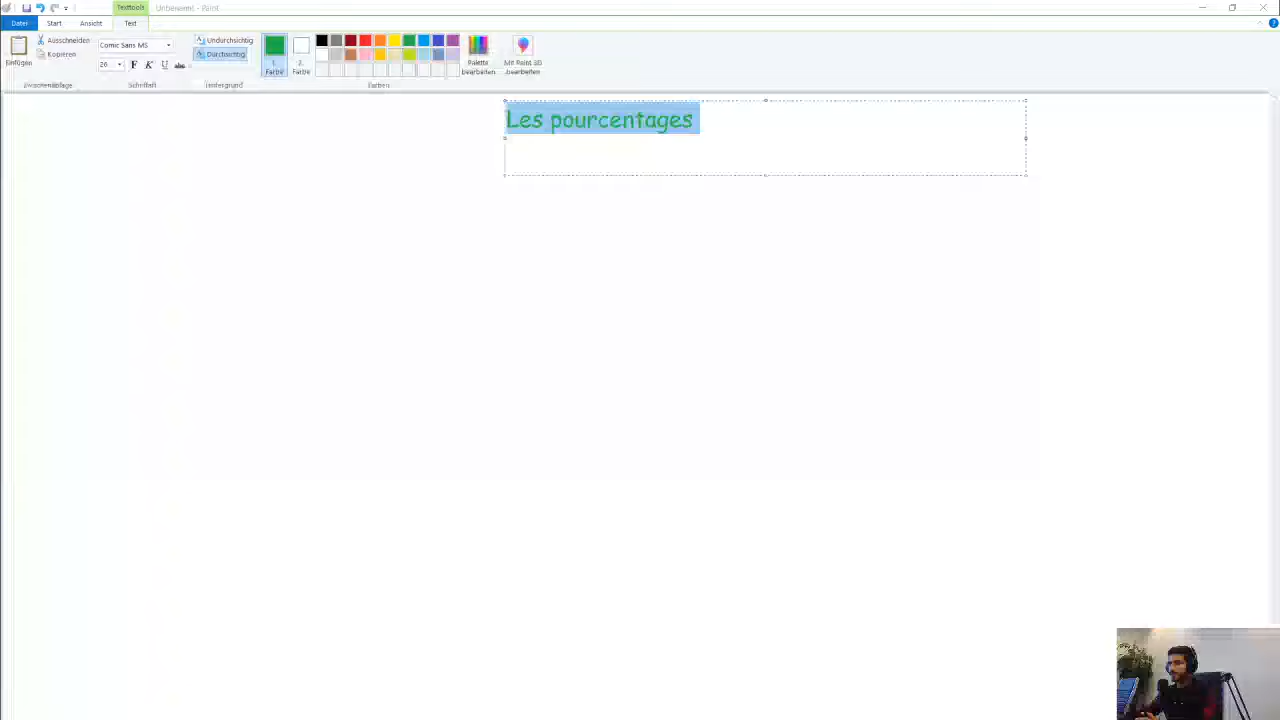 Texttools
Unbenannt - Paint
Datei
Start
Ansicht
Text
Einfügen
Ausschneiden
Kopieren
Zwischenablage
Comic Sans MS
26
F K U abc
Schriftart
Undurchsichtig
Durchsichtig
Hintergrund
1.
Farbe
2.
Farbe
Farben
Palette
bearbeiten
Mit Paint 3D
bearbeiten
Les pourcentages